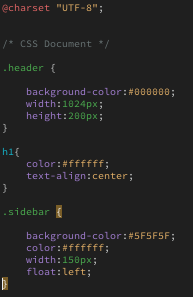 @charset "UTF-8";
/* CSS Document */
.header {
background-color:#000000;
width:1024px;
height:200px;
}
h1{
color:#ffffff;
text-align:center;
}
.sidebar {
background-color:#5F5F5F;
color:#ffffff;
width:150px;
float:left;
}